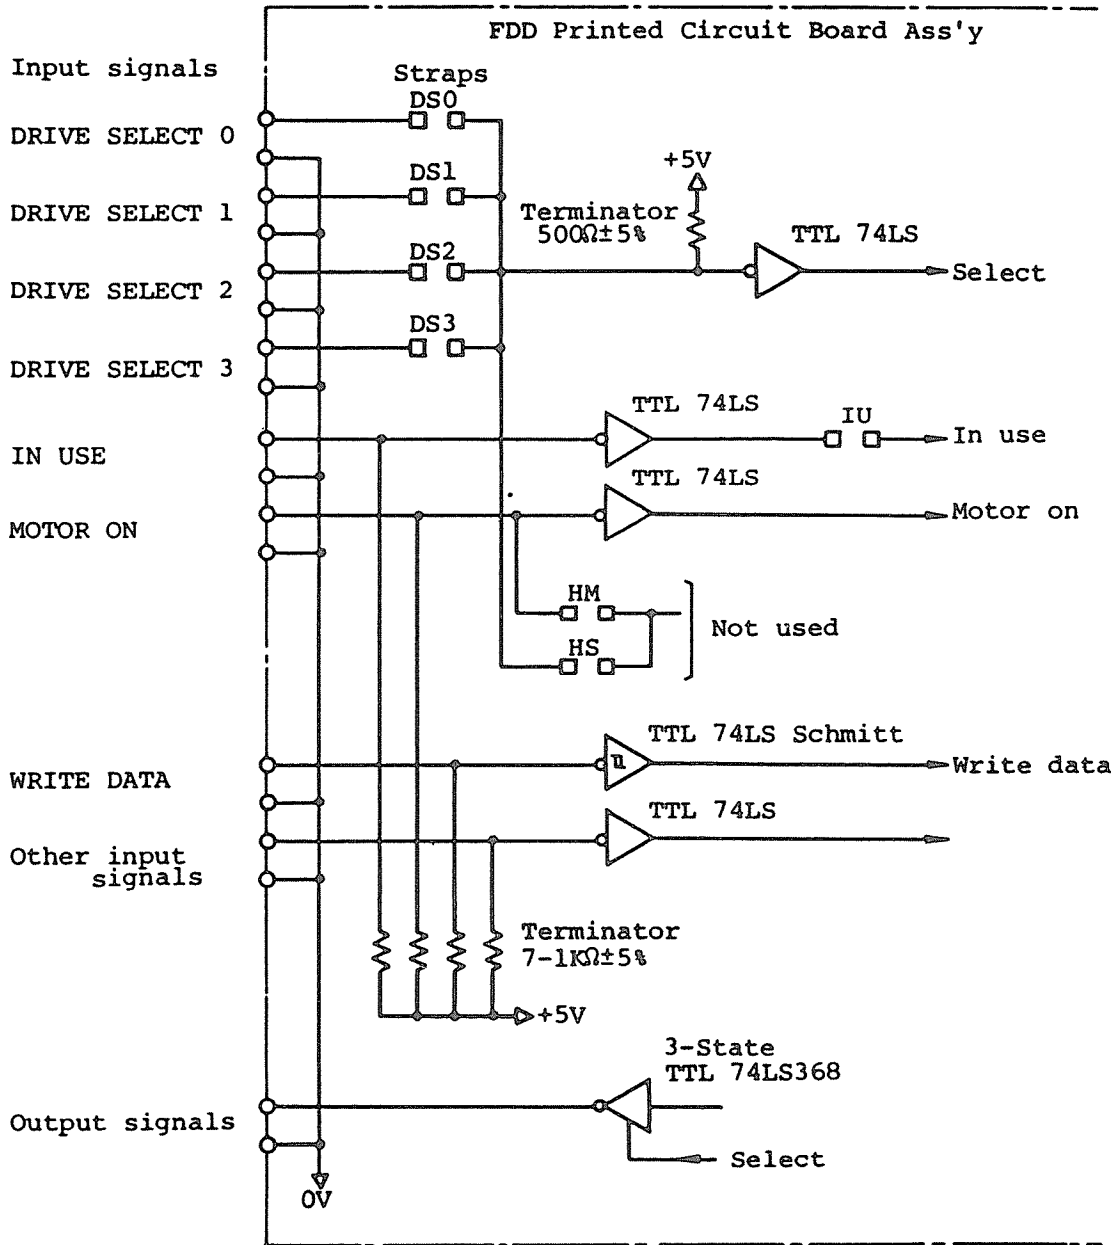 FDD Printed Circuit Board Ass'y
Input signals
Straps
DS0
DRIVE SELECT 0
DS1
+5V
DRIVE SELECT 1
Terminator
500Ω±5%
TTL 74LS
DS2
Select
DRIVE SELECT 2
DS3
DRIVE SELECT 3
TTL 74LS
IU
In use
IN USE
TTL 74LS
Motor on
MOTOR ON
HM
Not used
HS
TTL 74LS Schmitt
Write data
WRITE DATA
TTL 74LS
Other input
signals
Terminator
7-1KΩ±5%
+5V
3-State
TTL 74LS368
Output signals
Select
0V